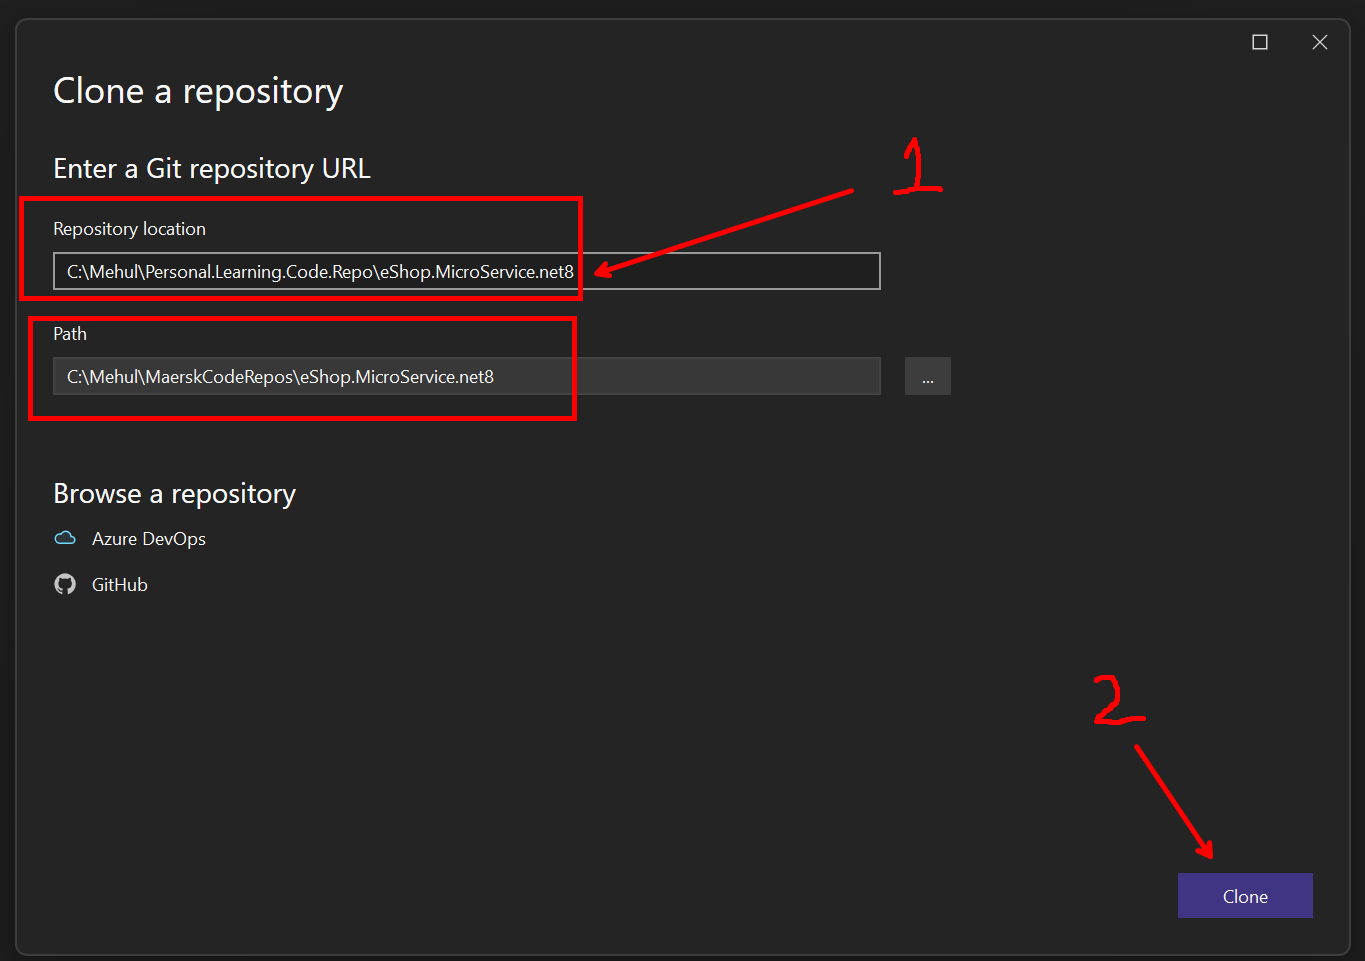 Clone a repository
1
Enter a Git repository URL
Repository location
C:\Mehul\Personal.Learning.Code.Repo\eShop.MicroService.net8
Path
C:\Mehul\MaerskCodeRepos\eShop.MicroService.net8
...
Browse a repository
Azure DevOps
GitHub
2
Clone